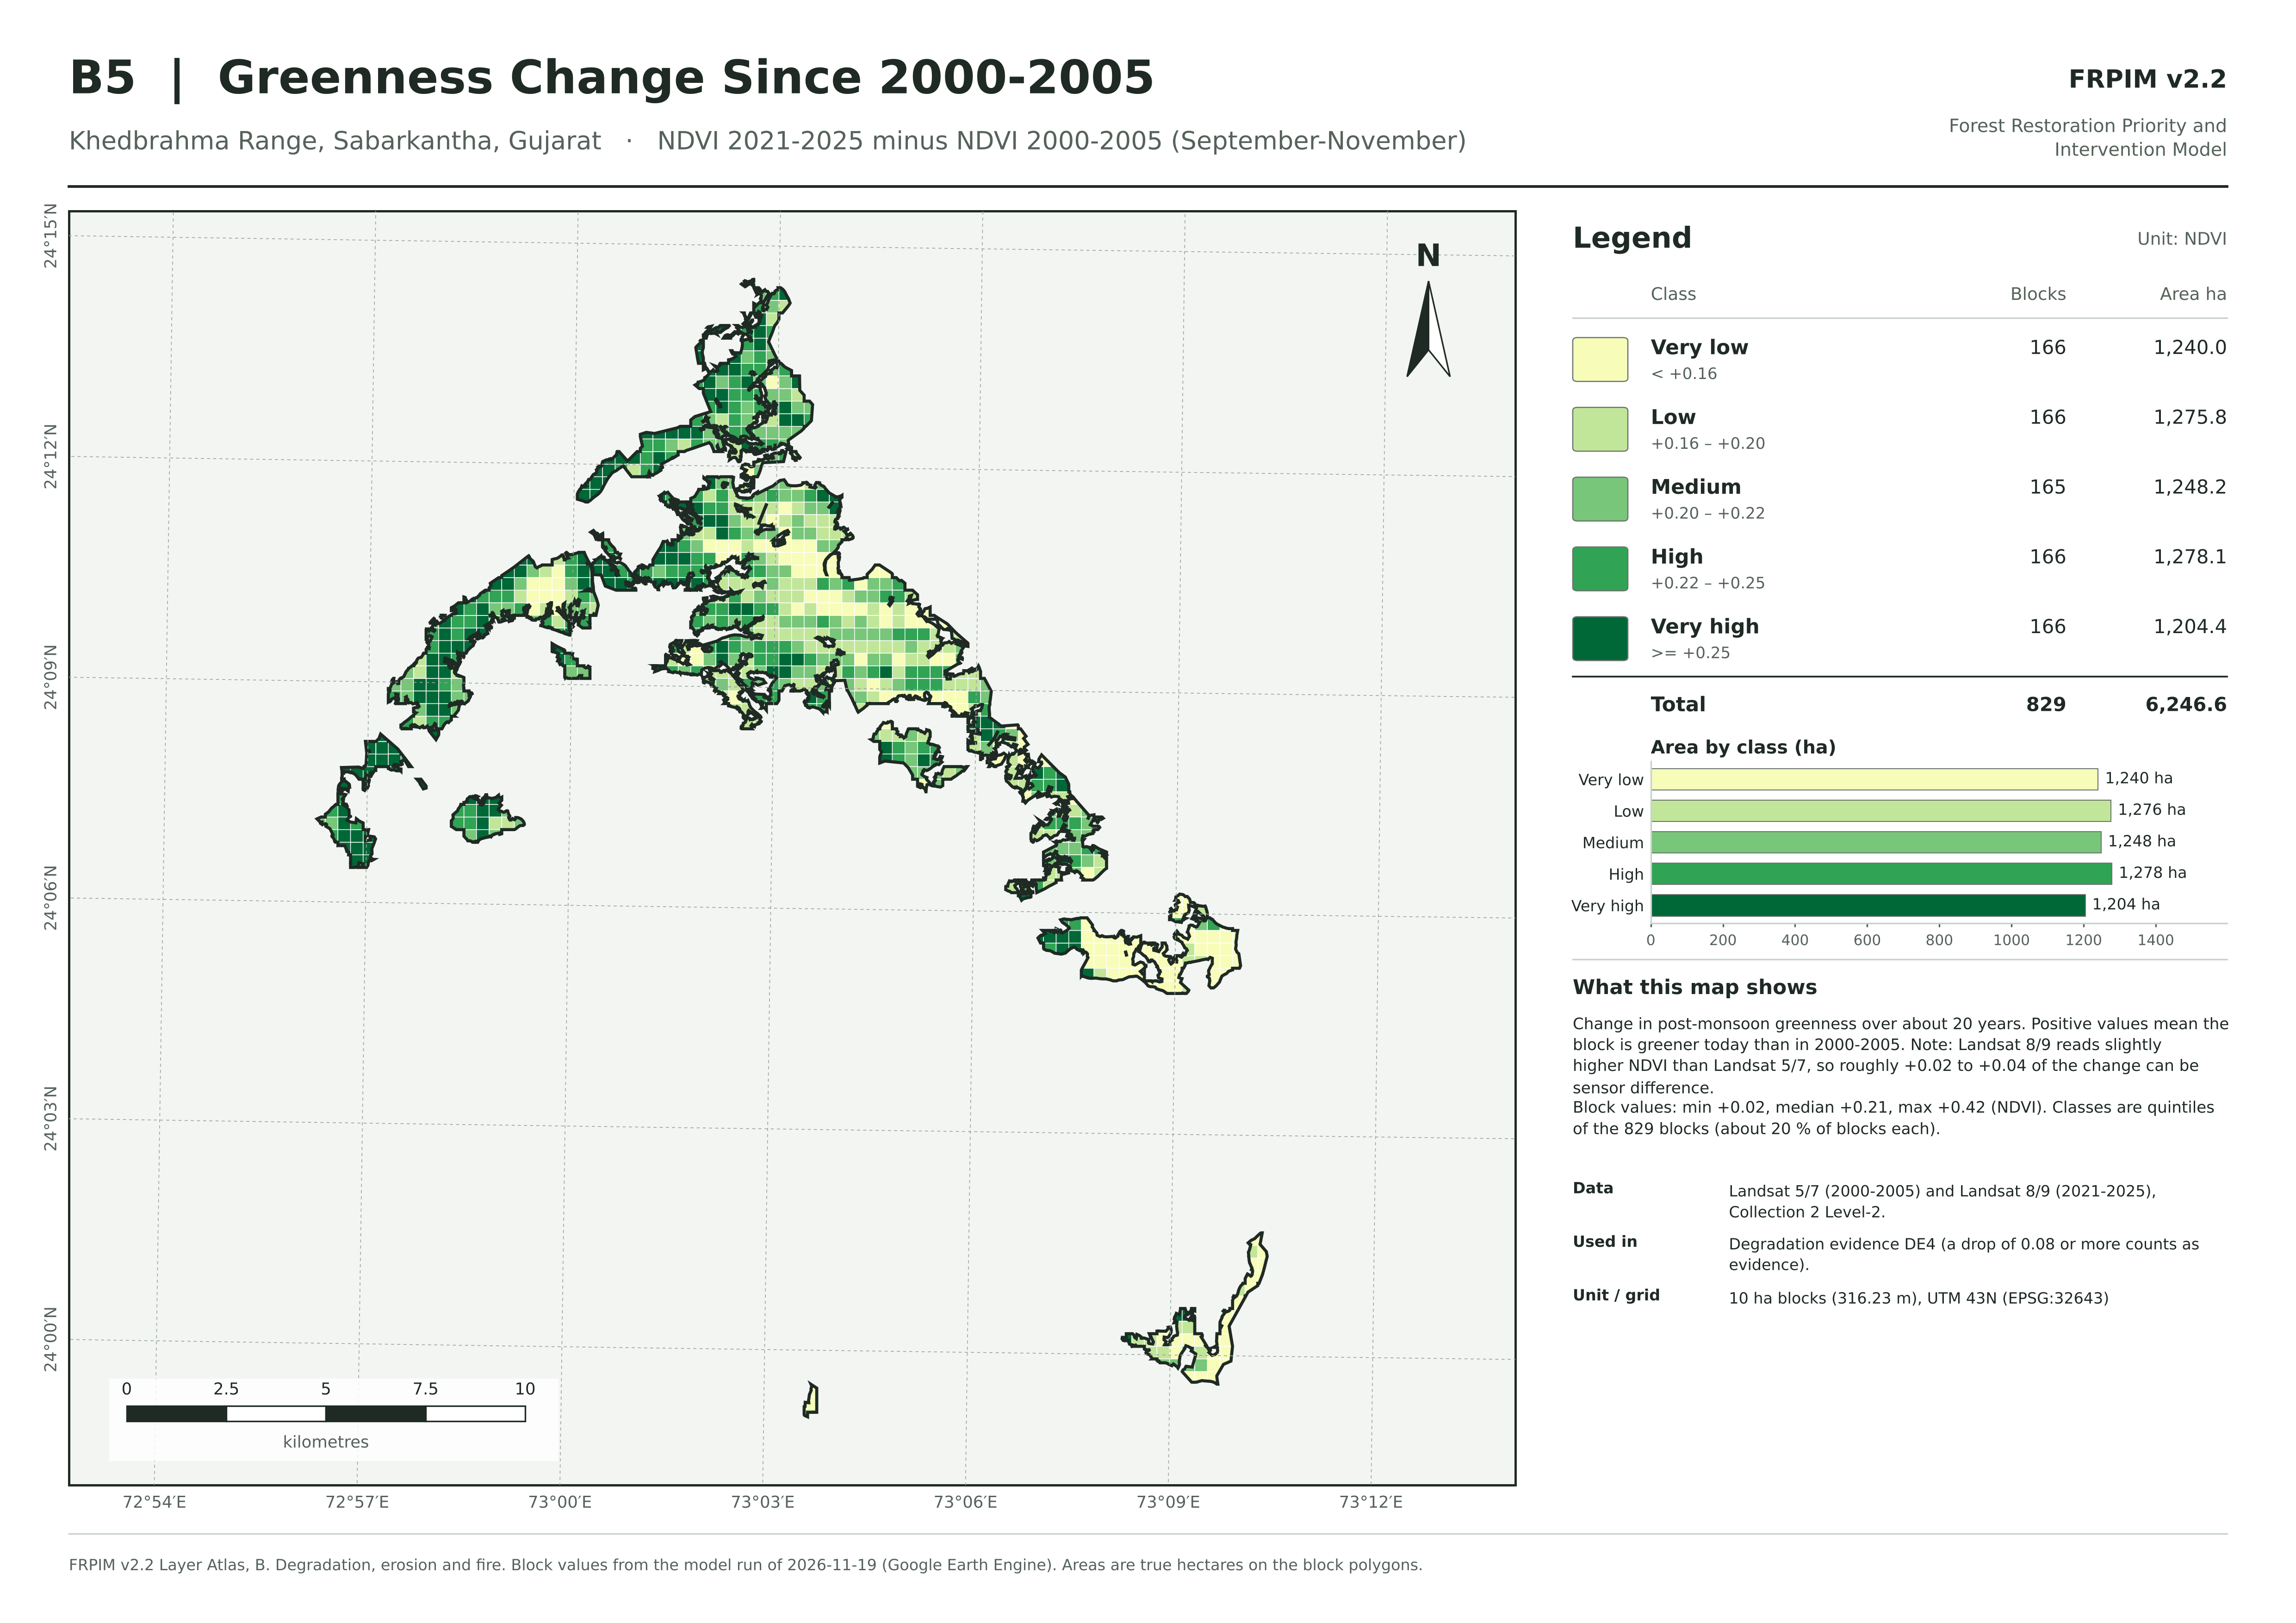 B5 | Greenness Change Since 2000-2005
FRPIM v2.2
Khedbrahma Range, Sabarkantha, Gujarat · NDVI 2021-2025 minus NDVI 2000-2005 (September-November)
Forest Restoration Priority and
Intervention Model
24°15′N
24°12′N
24°09′N
24°06′N
24°03′N
24°00′N
N
0 2.5 5 7.5 10
kilometres
72°54′E 72°57′E 73°00′E 73°03′E 73°06′E 73°09′E 73°12′E
Legend Unit: NDVI
Class Blocks Area ha
Very low 166 1,240.0
< +0.16
Low 166 1,275.8
+0.16 – +0.20
Medium 165 1,248.2
+0.20 – +0.22
High 166 1,278.1
+0.22 – +0.25
Very high 166 1,204.4
>= +0.25
Total 829 6,246.6
Area by class (ha)
Very low 1,240 ha
Low 1,276 ha
Medium 1,248 ha
High 1,278 ha
Very high 1,204 ha
0 200 400 600 800 1000 1200 1400
What this map shows
Change in post-monsoon greenness over about 20 years. Positive values mean the
block is greener today than in 2000-2005. Note: Landsat 8/9 reads slightly
higher NDVI than Landsat 5/7, so roughly +0.02 to +0.04 of the change can be
sensor difference.
Block values: min +0.02, median +0.21, max +0.42 (NDVI). Classes are quintiles
of the 829 blocks (about 20 % of blocks each).
Data Landsat 5/7 (2000-2005) and Landsat 8/9 (2021-2025),
Collection 2 Level-2.
Used in Degradation evidence DE4 (a drop of 0.08 or more counts as
evidence).
Unit / grid 10 ha blocks (316.23 m), UTM 43N (EPSG:32643)
FRPIM v2.2 Layer Atlas, B. Degradation, erosion and fire. Block values from the model run of 2026-11-19 (Google Earth Engine). Areas are true hectares on the block polygons.